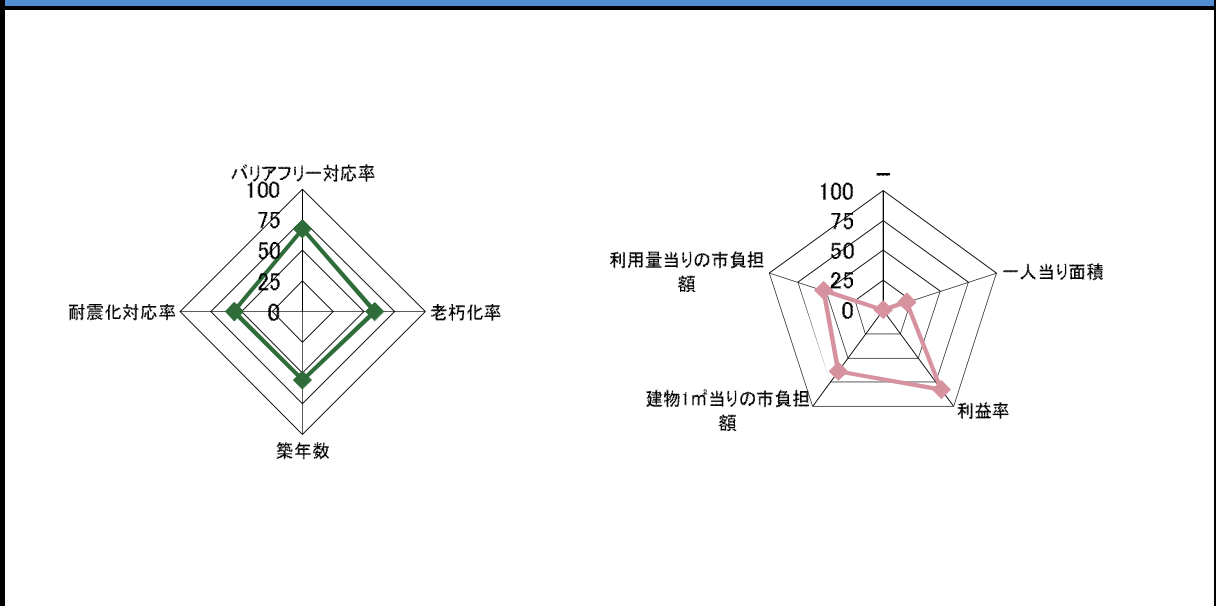 バリアフリー対応率
100
75
50
25
0
耐震化対応率
老朽化率
築年数
ー
100
75
50
25
0
利用量当りの市負担
額
一人当り面積
建物1㎡当りの市負担
額
利益率